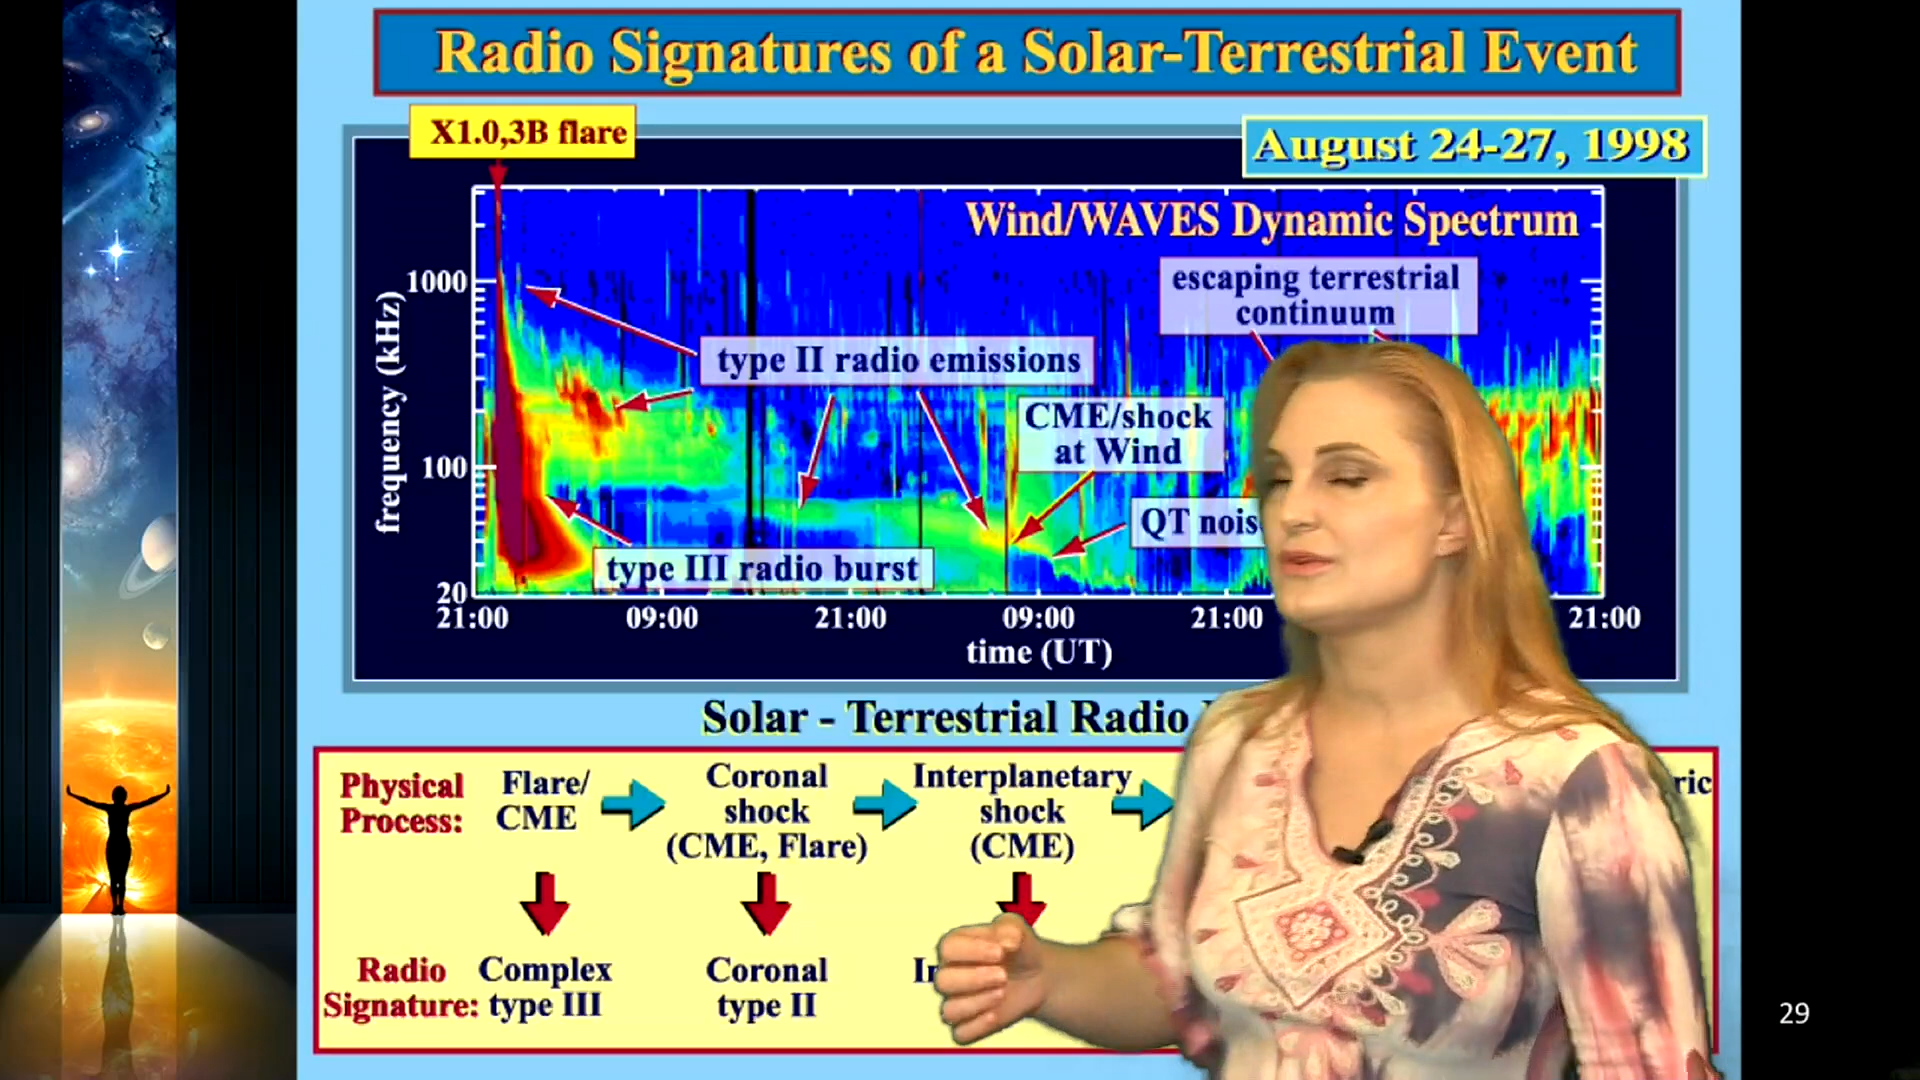 Radio Signatures of a Solar-Terrestrial Event
X1.0,3B flare
August 24-27, 1998
Wind/WAVES Dynamic Spectrum
escaping terrestrial
continuum
type II radio emissions
CME/shock
at Wind
QT nois
type III radio burst
frequency (kHz)
1000
100
20
21:00 09:00 21:00 09:00 21:00 21:00
time (UT)
Solar - Terrestrial Radio
Physical
Process:
Flare/
CME
Coronal
shock
(CME, Flare)
Interplanetary
shock
(CME)
ric
Radio
Signature:
Complex
type III
Coronal
type II
In
29